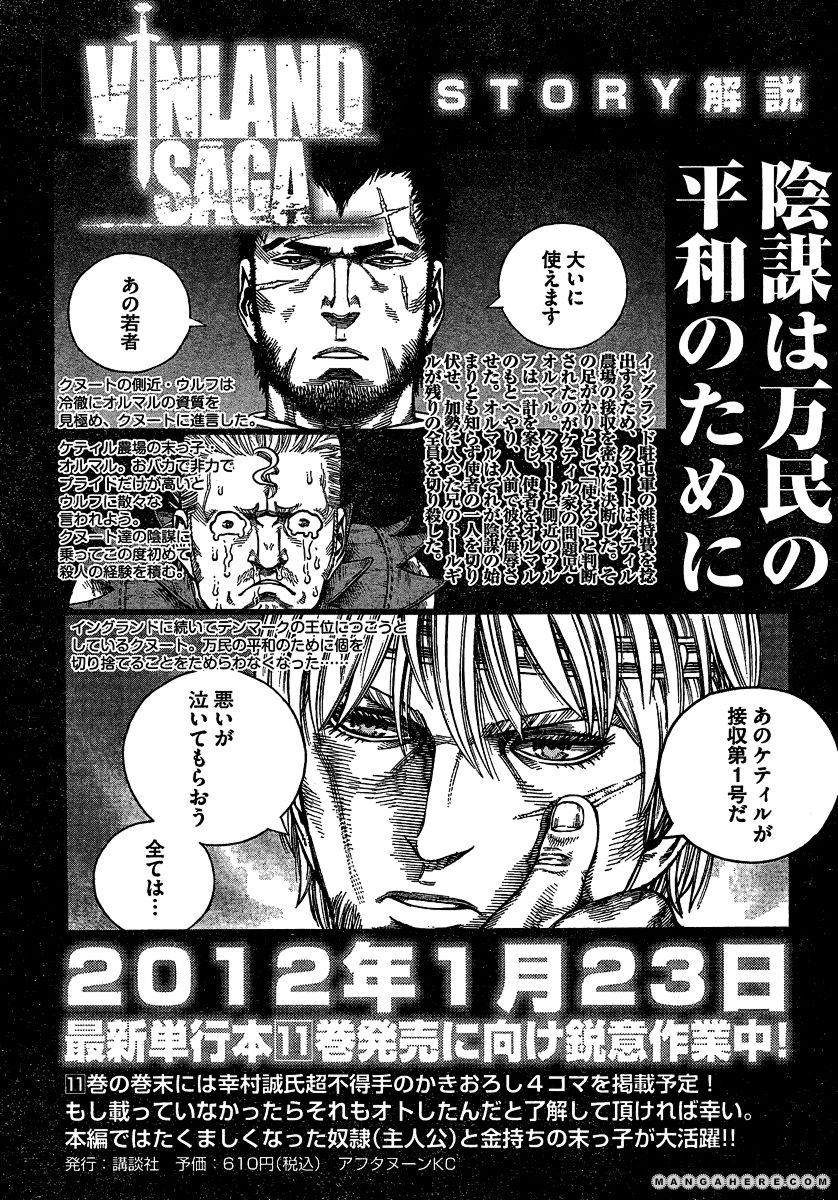 VINLAND
SAGA
STORY解説
陰謀は万民の
平和のために
大いに
使えます
あの若者
クヌートの側近・ウルフは
冷徹にオルマルの資質を
見極め、クヌートに進言した。
イングランド駐屯軍の維持費を捻
出するため、クヌートはケティル
農場の接収を密かに決断した。そ
の足がかりとして「使える」と判断
されたのがケティル家の問題児・
オルマル。クヌートと側近のウル
フは、一計を案じ、使者をオルマル
のもとへやり、人前で彼を侮辱さ
せた。オルマルはそれが陰謀の始
まりとも知らず使者の一人を切り
伏せ、加勢に入った兄のトールギ
ルが残りの全員を切り殺した。
ケティル農場の末っ子、
オルマル。おバカで非力で
プライドだけが高いと
ウルフに散々な
言われよう。
クヌート達の陰謀に
乗ってこの度初めて
殺人の経験を積む。
イングランドに続いてデンマークの王位につこうと
しているクヌート。万民の平和のために個を
切り捨てることをためらわなくなった……
あのケティルが
接収第1号だ
悪いが
泣いてもらおう
全ては…
2012年1月23日
最新単行本11巻発売に向け鋭意作業中!
11巻の巻末には幸村誠氏超不得手のかきおろし4コマを掲載予定!
もし載っていなかったらそれもオトしたんだと了解して頂ければ幸い。
本編ではたくましくなった奴隷(主人公)と金持ちの末っ子が大活躍!!
発行:講談社 予価:610円(税込) アフタヌーンKC
MANGAHERE.COM